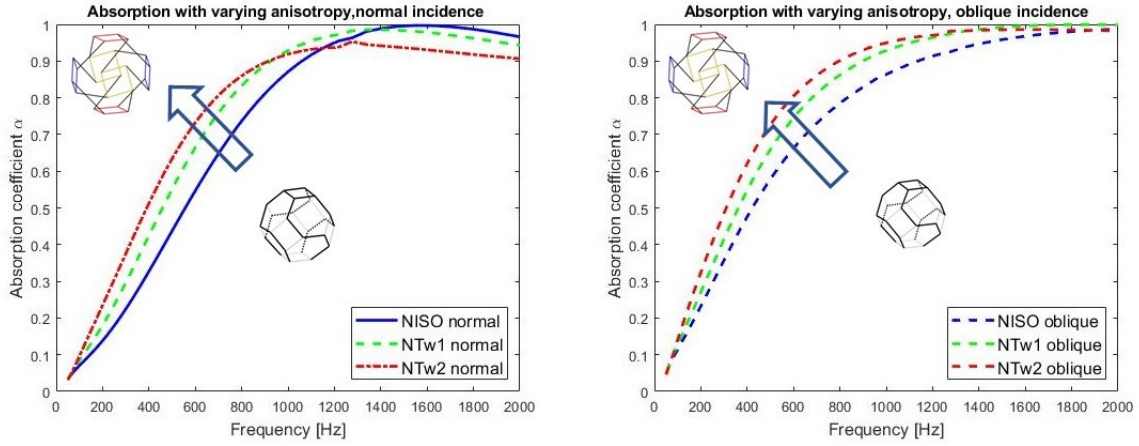 Absorption with varying anisotropy,normal incidence
1
0.9
0.8
0.7
0.6
0.5
0.4
0.3
0.2
0.1
0
Absorption coefficient α
NISO normal
NTw1 normal
NTw2 normal
0 200 400 600 800 1000 1200 1400 1600 1800 2000
Frequency [Hz]
Absorption with varying anisotropy, oblique incidence
1
0.9
0.8
0.7
0.6
0.5
0.4
0.3
0.2
0.1
0
Absorption coefficient α
NISO oblique
NTw1 oblique
NTw2 oblique
0 200 400 600 800 1000 1200 1400 1600 1800 2000
Frequency [Hz]